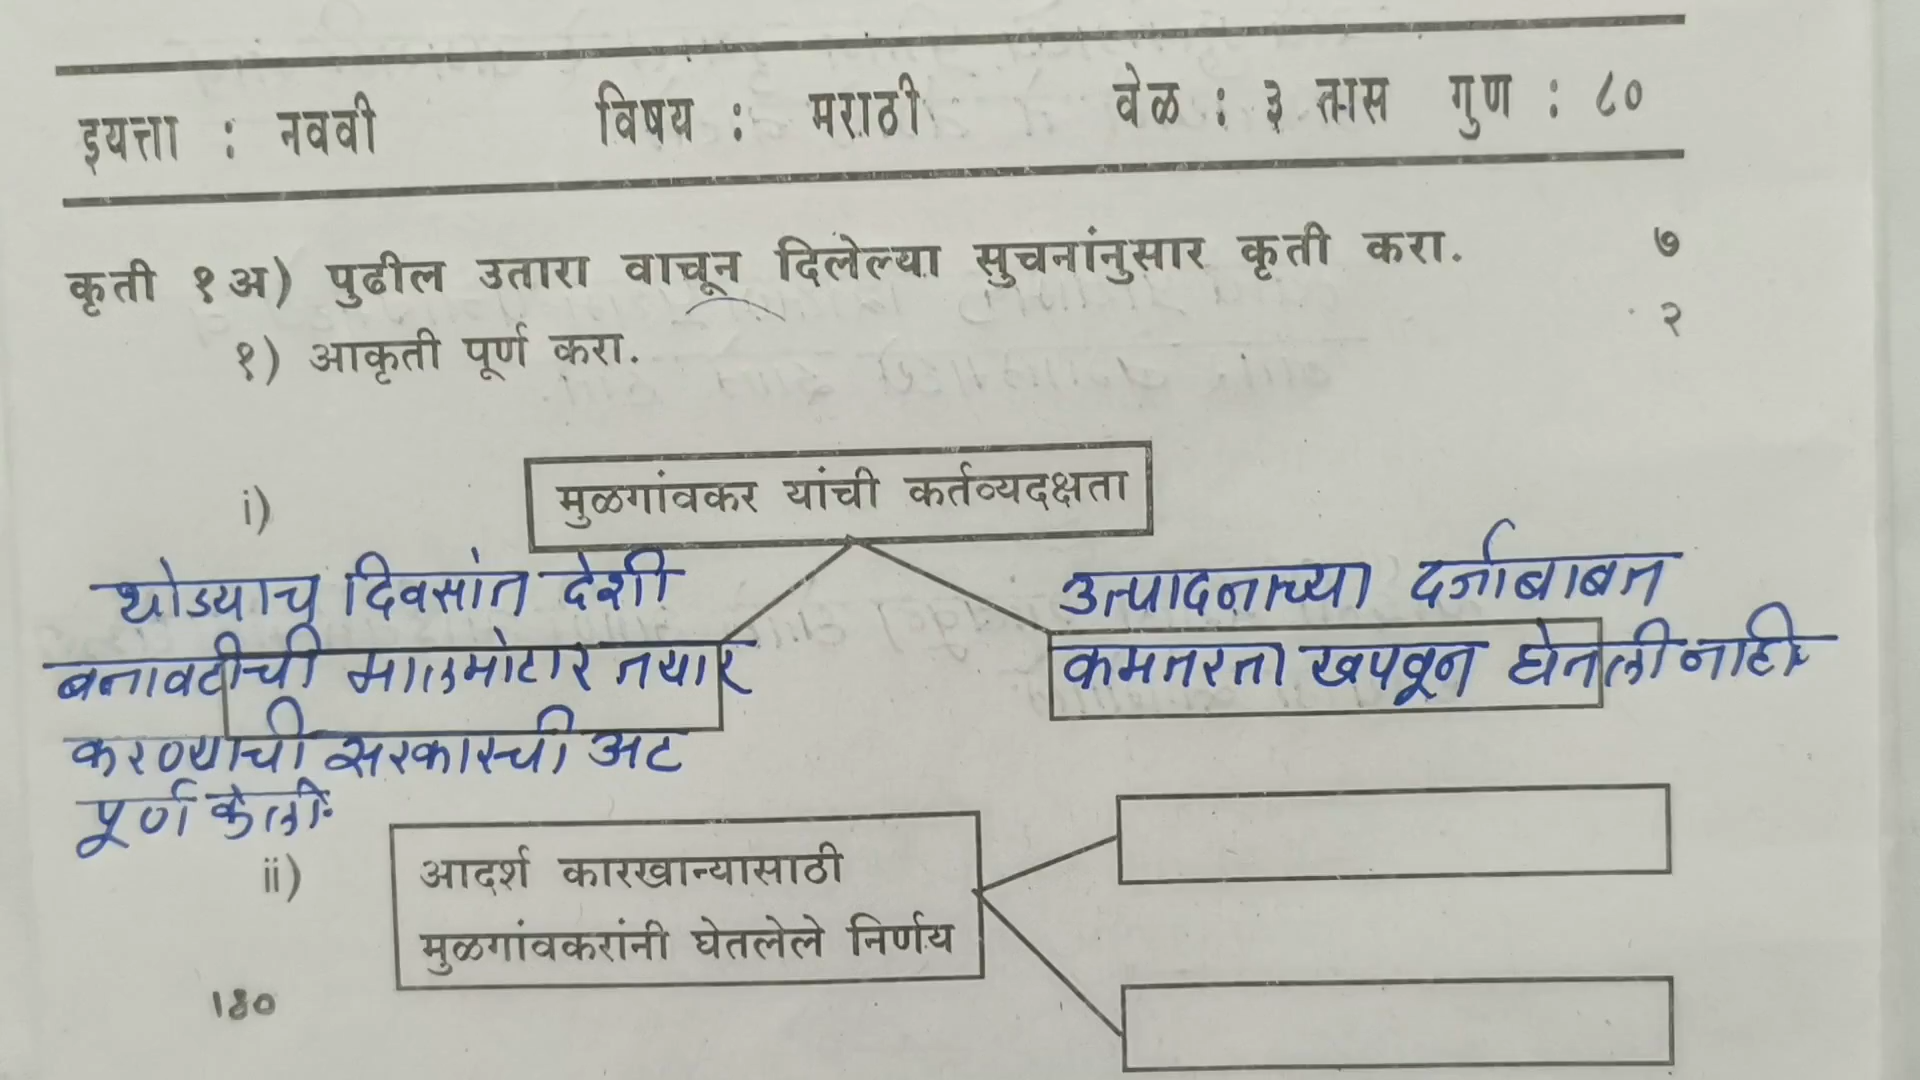 इयत्ता : नववी विषय : मराठी वेळ : ३ तास गुण : ८०
कृती १ अ) पुढील उतारा वाचून दिलेल्या सुचनांनुसार कृती करा. ७
१) आकृती पूर्ण करा. २
i) मुळगांवकर यांची कर्तव्यदक्षता
थोड्याच दिवसांत देशी
बनावटीची मालमोटार तयार
करण्याची सरकारची अट
पूर्ण केली.
उत्पादनाच्या दर्जाबाबत
कमतरता खपवून घेतली नाही.
ii) आदर्श कारखान्यासाठी
मुळगांवकरांनी घेतलेले निर्णय